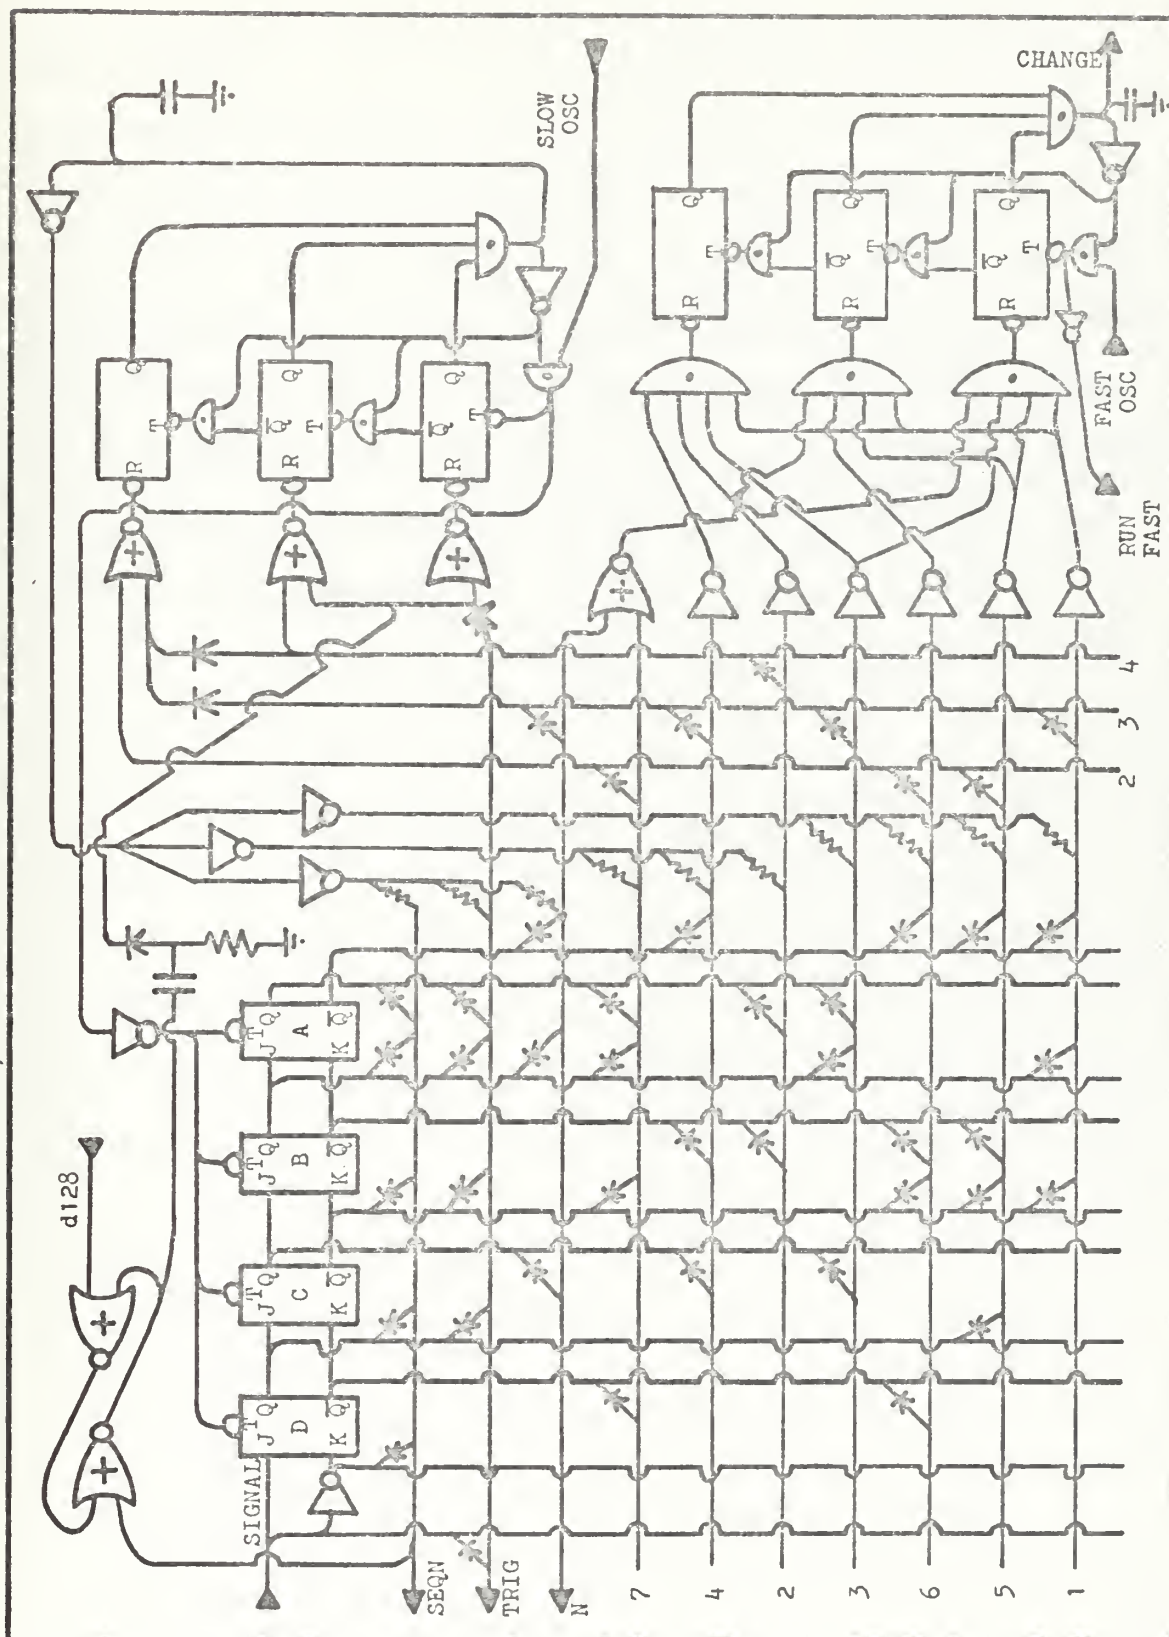 CHANGE
SLOW
OSC
Q
Q
Q
Q
Q
Q
T
Q̅
T
Q̅
T
R
R
R
T
Q̅
T
Q̅
T
R
R
R
FAST
OSC
RUN
FAST
+
+
+
+
4
3
2
d128
+
+
J T Q
A
K Q̅
J T Q
B
K Q̅
J T Q
C
K Q̅
J T Q
D
K Q̅
SIGNAL
SEQN
TRIG
N
7
4
2
3
6
5
1